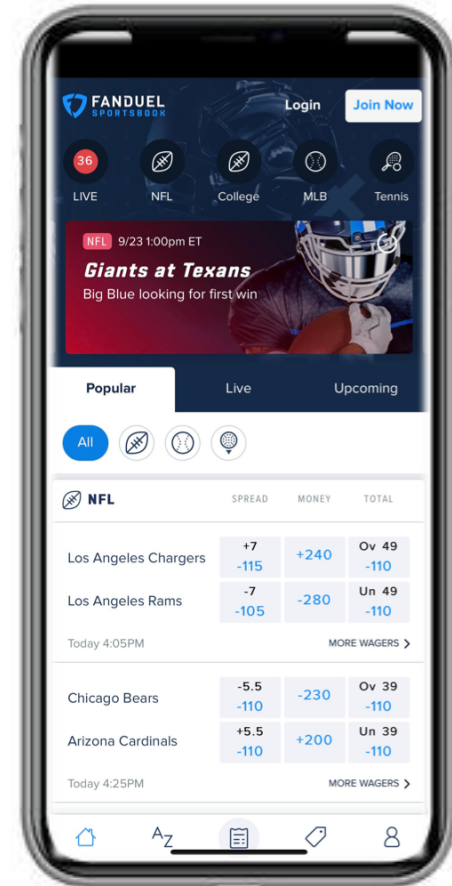 FANDUEL
SPORTSBOOK
Login
Join Now
36
LIVE
NFL
College
MLB
Tennis
NFL 9/23 1:00pm ET
Giants at Texans
Big Blue looking for first win
Popular
Live
Upcoming
All
NFL
SPREAD
MONEY
TOTAL
Los Angeles Chargers
+7
-115
+240
Ov 49
-110
Los Angeles Rams
-7
-105
-280
Un 49
-110
Today 4:05PM
MORE WAGERS >
Chicago Bears
-5.5
-110
-230
Ov 39
-110
Arizona Cardinals
+5.5
-110
+200
Un 39
-110
Today 4:25PM
MORE WAGERS >
AZ